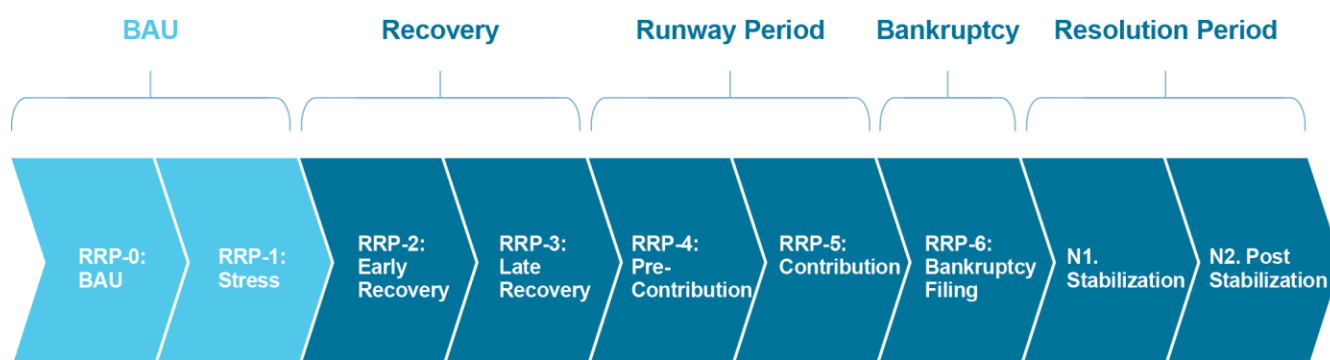 BAU
Recovery
Runway Period
Bankruptcy
Resolution Period
RRP-0:
BAU
RRP-1:
Stress
RRP-2:
Early
Recovery
RRP-3:
Late
Recovery
RRP-4:
Pre-
Contribution
RRP-5:
Contribution
RRP-6:
Bankruptcy
Filing
N1.
Stabilization
N2. Post
Stabilization